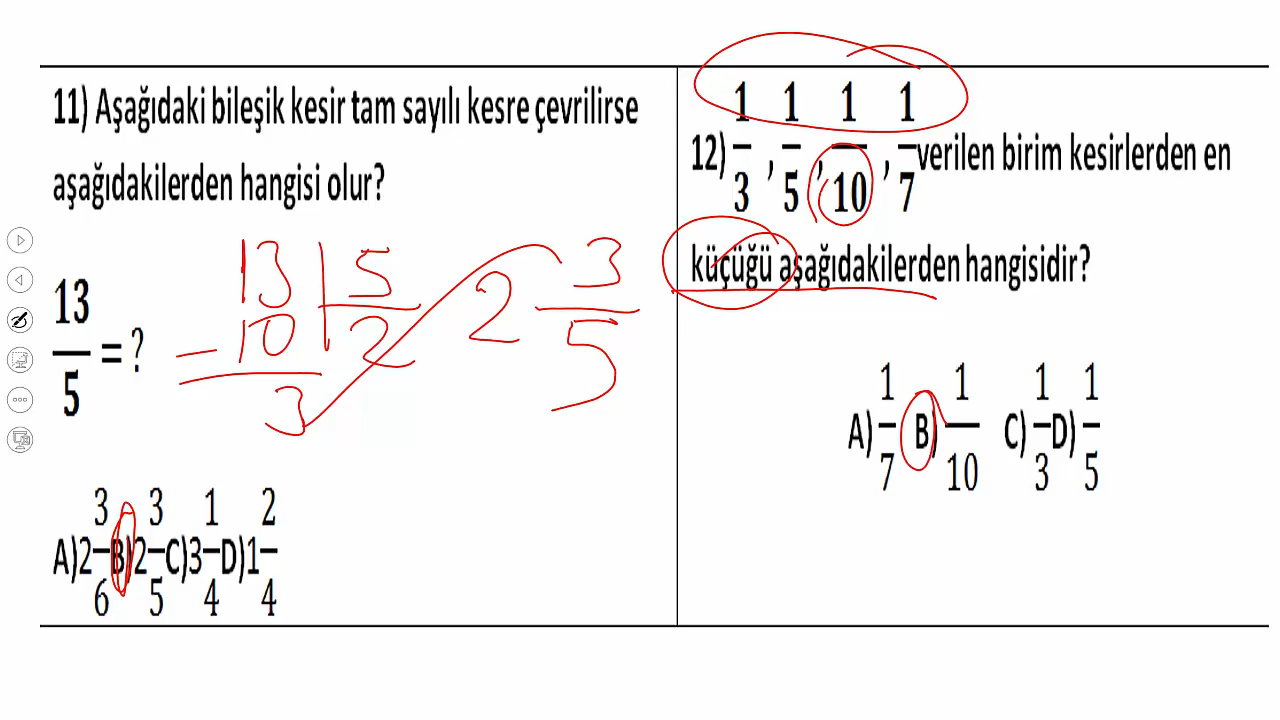 11) Aşağıdaki bileşik kesir tam sayılı kesre çevrilirse
aşağıdakilerden hangisi olur?
13/5 = ?
13 | 5
- 10 | 2
3
2 3/5
A) 2 3/6 B) 2 3/5 C) 3 1/4 D) 1 2/4
12) 1/3 , 1/5 , 1/10 , 1/7 verilen birim kesirlerden en
küçüğü aşağıdakilerden hangisidir?
A) 1/7 B) 1/10 C) 1/3 D) 1/5